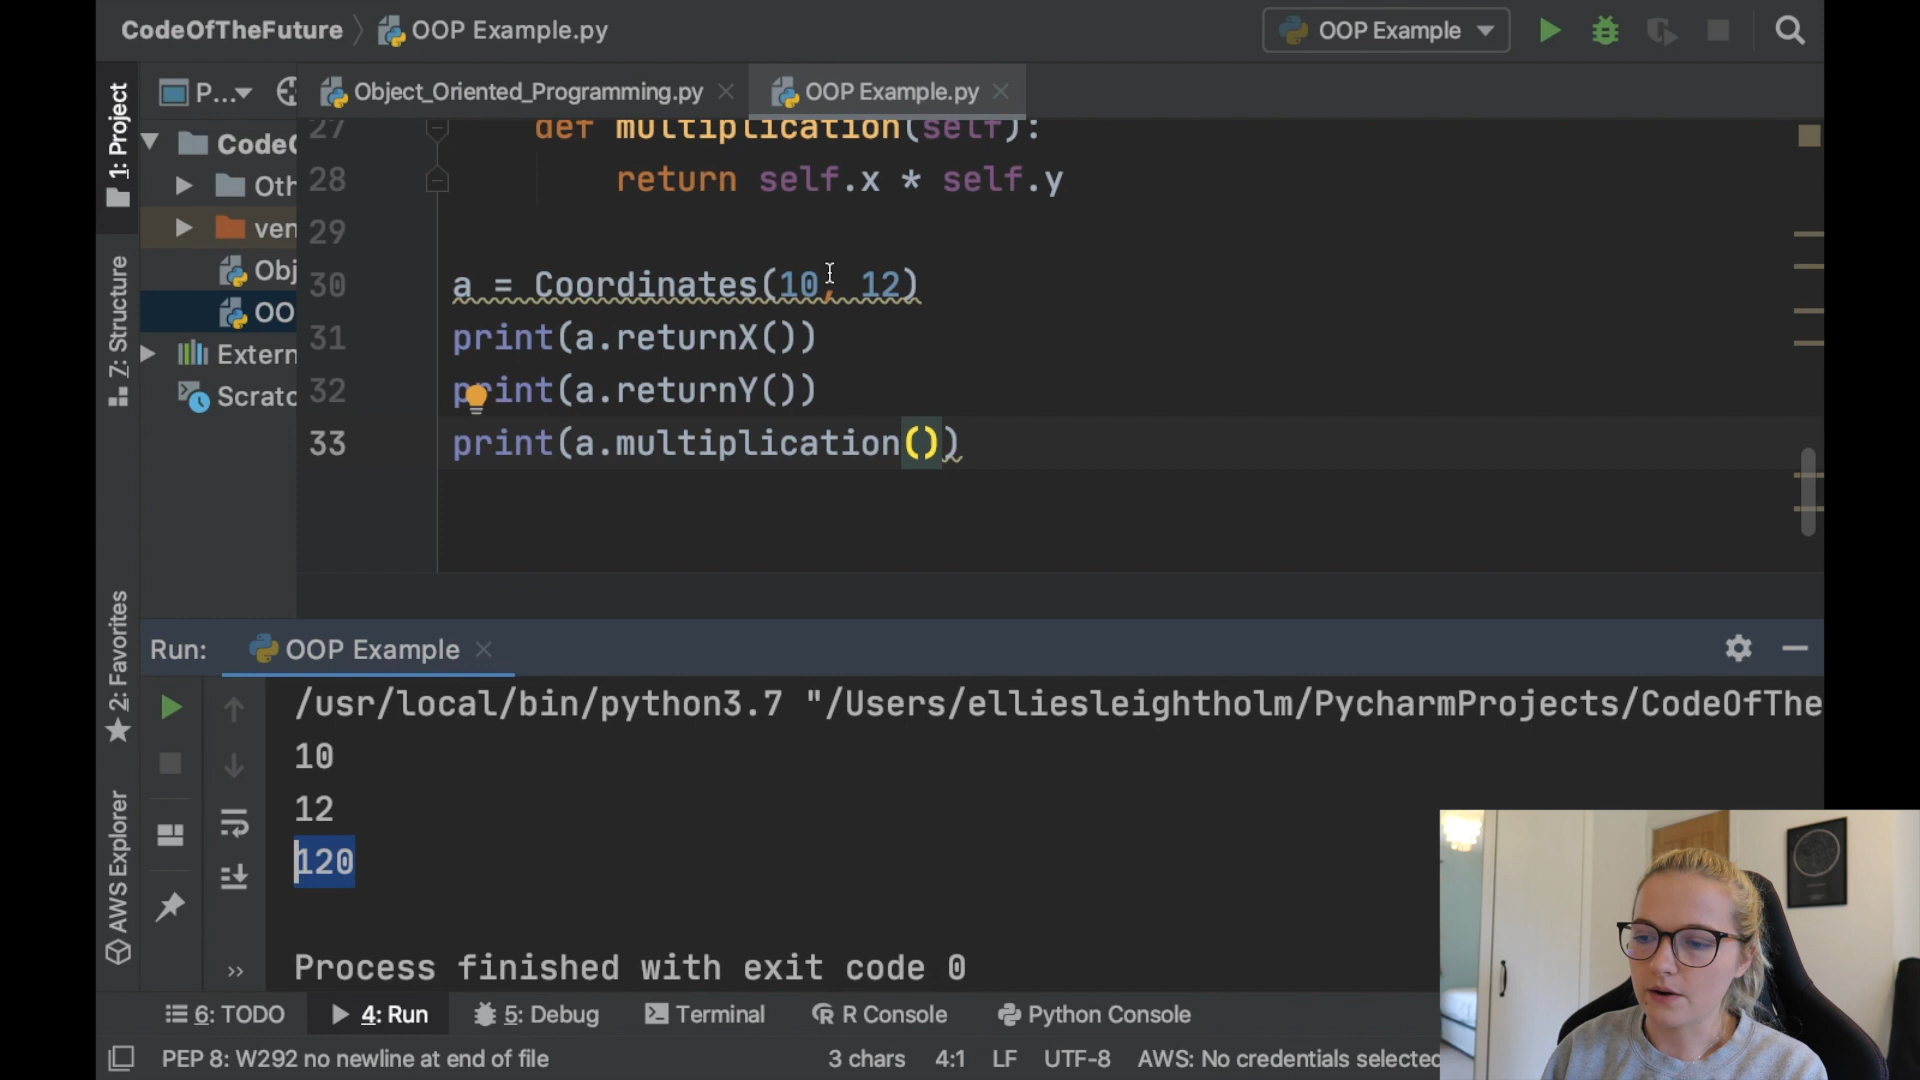 CodeOfTheFuture
OOP Example.py
OOP Example
1: Project
P...
Object_Oriented_Programming.py
OOP Example.py
CodeO
Oth
ven
Obj
OO
Extern
Scratc
27 def multiplication(self):
28 return self.x * self.y
29
30 a = Coordinates(10, 12)
31 print(a.returnX())
32 print(a.returnY())
33 print(a.multiplication())
Z: Structure
2: Favorites
AWS Explorer
Run: OOP Example
/usr/local/bin/python3.7 "/Users/elliesleightholm/PycharmProjects/CodeOfThe
10
12
120
Process finished with exit code 0
6: TODO
4: Run
5: Debug
Terminal
R Console
Python Console
PEP 8: W292 no newline at end of file
3 chars
4:1
LF
UTF-8
AWS: No credentials selected